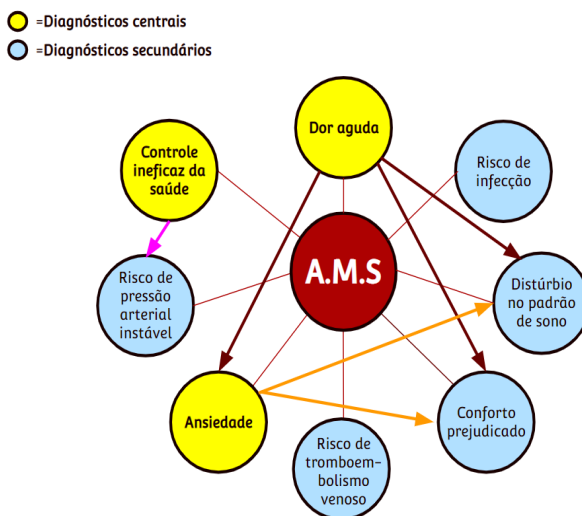 =Diagnósticos centrais
=Diagnósticos secundários
Dor aguda
Controle
ineficaz da
saúde
Risco de
infecção
A.M.S
Risco de
pressão
arterial
instável
Distúrbio
no padrão
de sono
Ansiedade
Conforto
prejudicado
Risco de
tromboem-
bolismo
venoso